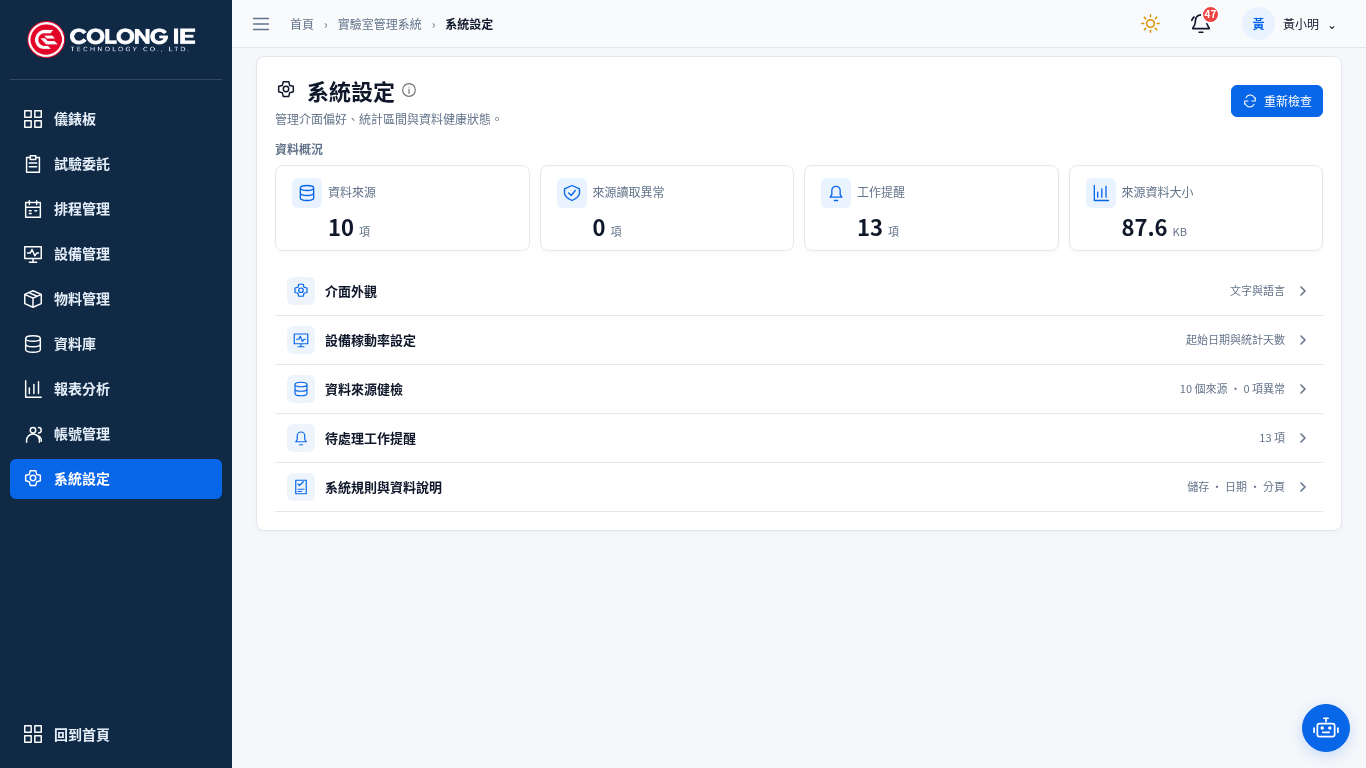 COLONG IE
TECHNOLOGY CO., LTD.
儀錶板
試驗委託
排程管理
設備管理
物料管理
資料庫
報表分析
帳號管理
系統設定
回到首頁
首頁 › 實驗室管理系統 › 系統設定
47
黃 黃小明
系統設定
管理介面偏好、統計區間與資料健康狀態。
重新檢查
資料概況
資料來源
10 項
來源讀取異常
0 項
工作提醒
13 項
來源資料大小
87.6 KB
介面外觀 文字與語言
設備稼動率設定 起始日期與統計天數
資料來源健檢 10 個來源 · 0 項異常
待處理工作提醒 13 項
系統規則與資料說明 儲存 · 日期 · 分頁